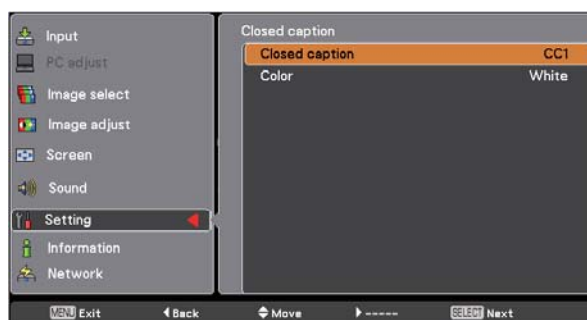 Input
PC adjust
Image select
Image adjust
Screen
Sound
Setting
Information
Network
Closed caption
Closed caption CC1
Color White
MENU Exit Back Move ----- SELECT Next